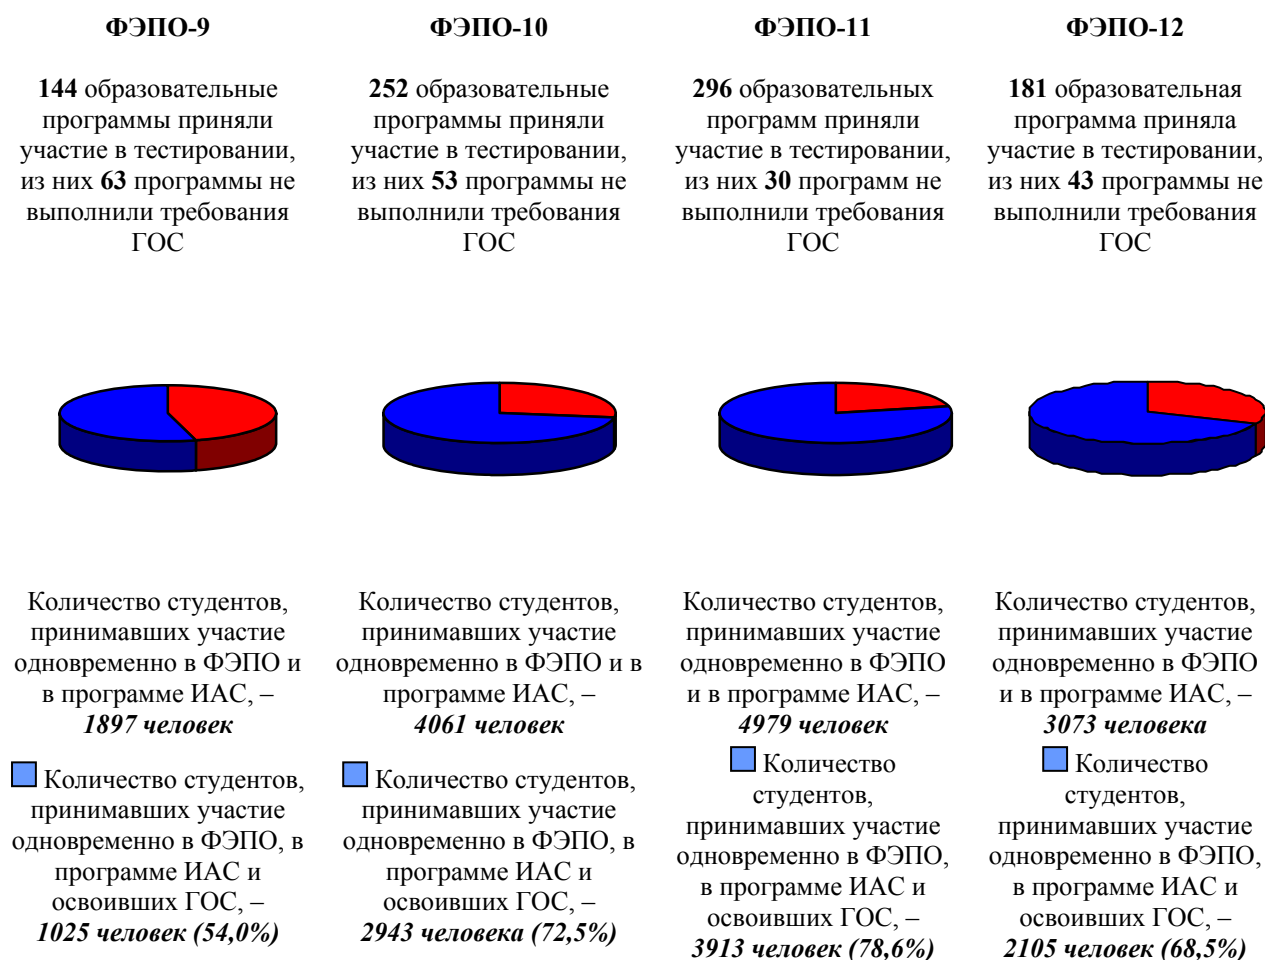 ФЭПО-9
144 образовательные
программы приняли
участие в тестировании,
из них 63 программы не
выполнили требования
ГОС
Количество студентов,
принимавших участие
одновременно в ФЭПО и
в программе ИАС, –
1897 человек
Количество студентов,
принимавших участие
одновременно в ФЭПО, в
программе ИАС и
освоивших ГОС, –
1025 человек (54,0%)
ФЭПО-10
252 образовательные
программы приняли
участие в тестировании,
из них 53 программы не
выполнили требования
ГОС
Количество студентов,
принимавших участие
одновременно в ФЭПО и в
программе ИАС, –
4061 человек
Количество студентов,
принимавших участие
одновременно в ФЭПО, в
программе ИАС и
освоивших ГОС, –
2943 человека (72,5%)
ФЭПО-11
296 образовательных
программ приняли
участие в тестировании,
из них 30 программ не
выполнили требования
ГОС
Количество студентов,
принимавших участие
одновременно в ФЭПО
и в программе ИАС, –
4979 человек
Количество
студентов,
принимавших участие
одновременно в ФЭПО,
в программе ИАС и
освоивших ГОС, –
3913 человек (78,6%)
ФЭПО-12
181 образовательная
программа приняла
участие в тестировании,
из них 43 программы не
выполнили требования
ГОС
Количество студентов,
принимавших участие
одновременно в ФЭПО
и в программе ИАС, –
3073 человека
Количество
студентов,
принимавших участие
одновременно в ФЭПО,
в программе ИАС и
освоивших ГОС, –
2105 человек (68,5%)